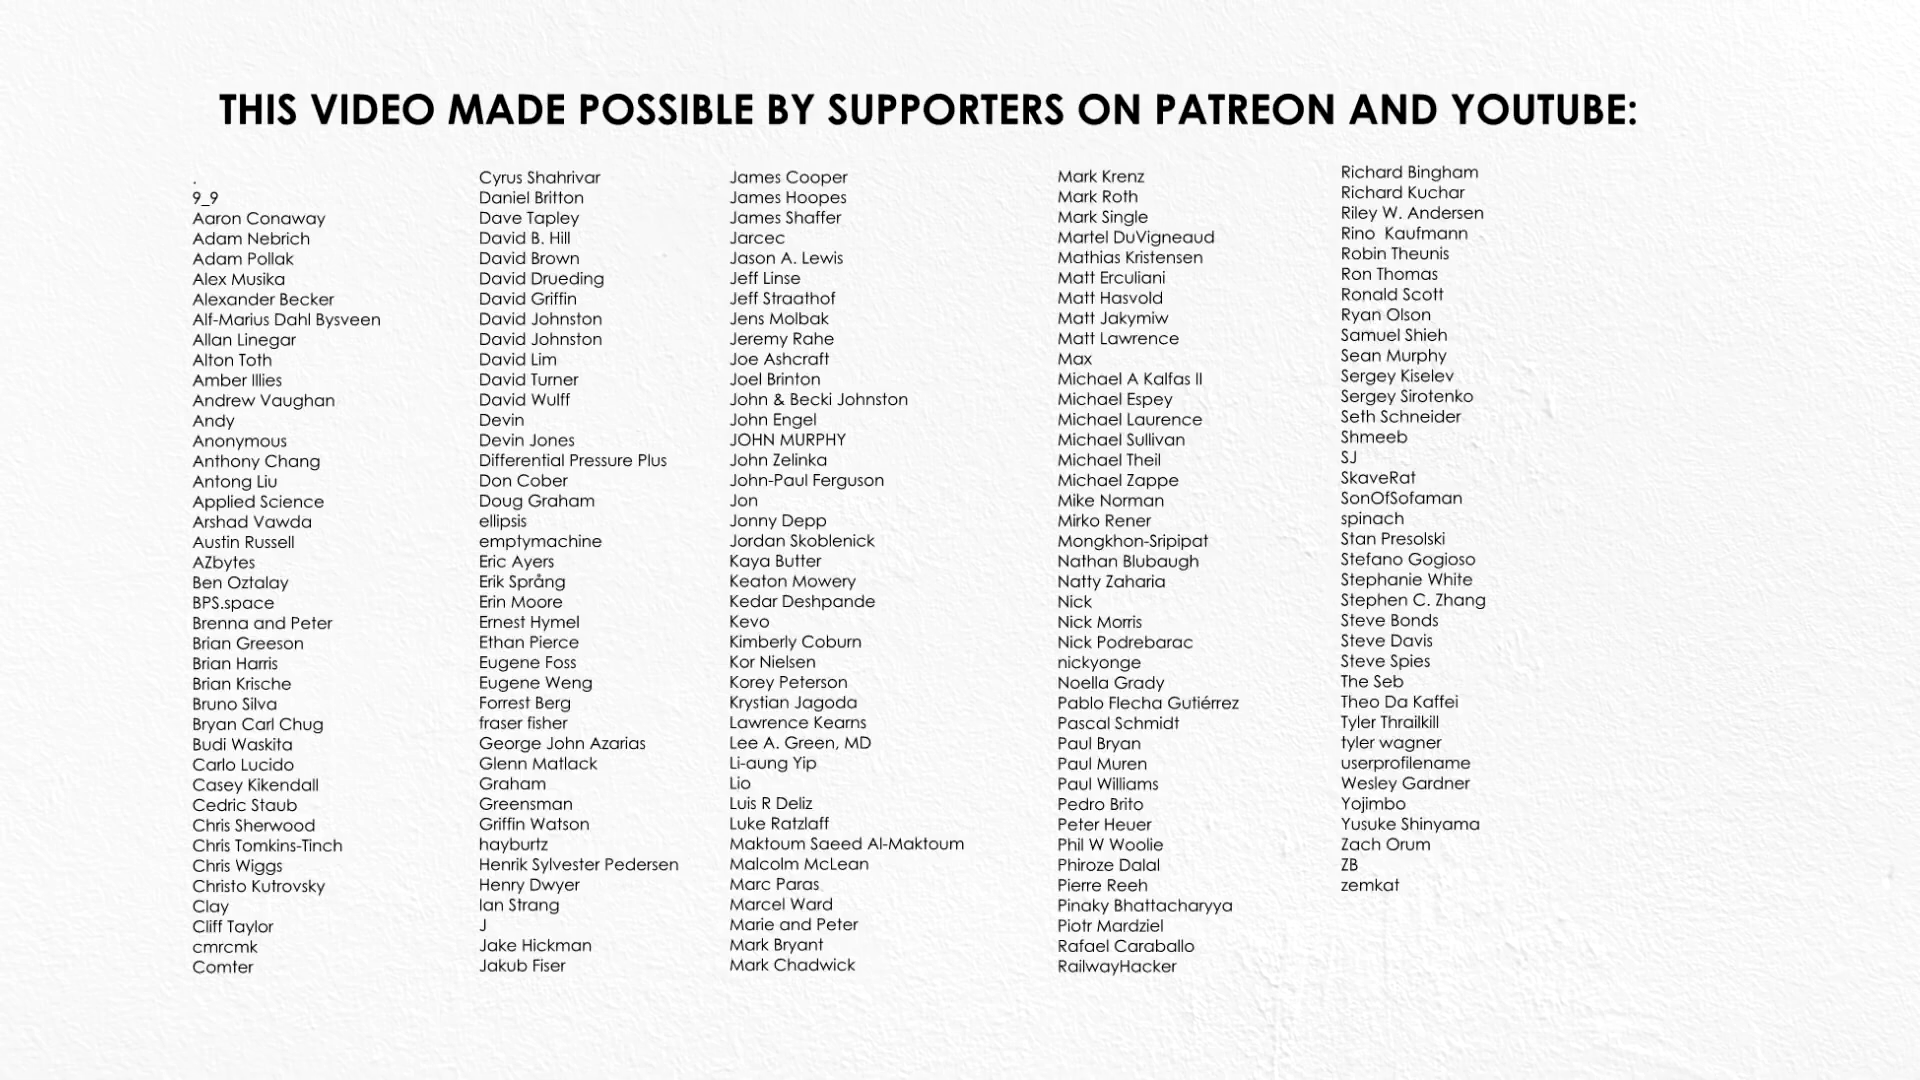 THIS VIDEO MADE POSSIBLE BY SUPPORTERS ON PATREON AND YOUTUBE:
.
9_9
Aaron Conaway
Adam Nebrich
Adam Pollak
Alex Musika
Alexander Becker
Alf-Marius Dahl Bysveen
Allan Linegar
Alton Toth
Amber Illies
Andrew Vaughan
Andy
Anonymous
Anthony Chang
Antong Liu
Applied Science
Arshad Vawda
Austin Russell
AZbytes
Ben Oztalay
BPS.space
Brenna and Peter
Brian Greeson
Brian Harris
Brian Krische
Bruno Silva
Bryan Carl Chug
Budi Waskita
Carlo Lucido
Casey Kikendall
Cedric Staub
Chris Sherwood
Chris Tomkins-Tinch
Chris Wiggs
Christo Kutrovsky
Clay
Cliff Taylor
cmrcmk
Comter
Cyrus Shahrivar
Daniel Britton
Dave Tapley
David B. Hill
David Brown
David Drueding
David Griffin
David Johnston
David Johnston
David Lim
David Turner
David Wulff
Devin
Devin Jones
Differential Pressure Plus
Don Cober
Doug Graham
ellipsis
emptymachine
Eric Ayers
Erik Språng
Erin Moore
Ernest Hymel
Ethan Pierce
Eugene Foss
Eugene Weng
Forrest Berg
fraser fisher
George John Azarias
Glenn Matlack
Graham
Greensman
Griffin Watson
hayburtz
Henrik Sylvester Pedersen
Henry Dwyer
Ian Strang
J
Jake Hickman
Jakub Fiser
James Cooper
James Hoopes
James Shaffer
Jarcec
Jason A. Lewis
Jeff Linse
Jeff Straathof
Jens Molbak
Jeremy Rahe
Joe Ashcraft
Joel Brinton
John & Becki Johnston
John Engel
JOHN MURPHY
John Zelinka
John-Paul Ferguson
Jon
Jonny Depp
Jordan Skoblenick
Kaya Butter
Keaton Mowery
Kedar Deshpande
Kevo
Kimberly Coburn
Kor Nielsen
Korey Peterson
Krystian Jagoda
Lawrence Kearns
Lee A. Green, MD
Li-aung Yip
Lio
Luis R Deliz
Luke Ratzlaff
Maktoum Saeed Al-Maktoum
Malcolm McLean
Marc Paras
Marcel Ward
Marie and Peter
Mark Bryant
Mark Chadwick
Mark Krenz
Mark Roth
Mark Single
Martel DuVigneaud
Mathias Kristensen
Matt Erculiani
Matt Hasvold
Matt Jakymiw
Matt Lawrence
Max
Michael A Kalfas II
Michael Espey
Michael Laurence
Michael Sullivan
Michael Theil
Michael Zappe
Mike Norman
Mirko Rener
Mongkhon-Sripipat
Nathan Blubaugh
Natty Zaharia
Nick
Nick Morris
Nick Podrebarac
nickyonge
Noella Grady
Pablo Flecha Gutiérrez
Pascal Schmidt
Paul Bryan
Paul Muren
Paul Williams
Pedro Brito
Peter Heuer
Phil W Woolie
Phiroze Dalal
Pierre Reeh
Pinaky Bhattacharyya
Piotr Mardziel
Rafael Caraballo
RailwayHacker
Richard Bingham
Richard Kuchar
Riley W. Andersen
Rino  Kaufmann
Robin Theunis
Ron Thomas
Ronald Scott
Ryan Olson
Samuel Shieh
Sean Murphy
Sergey Kiselev
Sergey Sirotenko
Seth Schneider
Shmeeb
SJ
SkaveRat
SonOfSofaman
spinach
Stan Presolski
Stefano Gogioso
Stephanie White
Stephen C. Zhang
Steve Bonds
Steve Davis
Steve Spies
The Seb
Theo Da Kaffei
Tyler Thrailkill
tyler wagner
userprofilename
Wesley Gardner
Yojimbo
Yusuke Shinyama
Zach Orum
ZB
zemkat